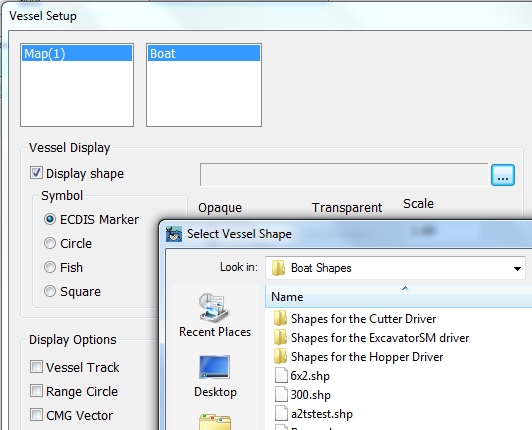 Vessel Setup
Map(1)
Boat
Vessel Display
Display shape
...
Symbol
Opaque
Transparent
Scale
ECDIS Marker
Circle
Fish
Square
Select Vessel Shape
Look in:
Boat Shapes
Name
Recent Places
Desktop
Shapes for the Cutter Driver
Shapes for the ExcavatorSM driver
Shapes for the Hopper Driver
6x2.shp
300.shp
a2tstest.shp
Display Options
Vessel Track
Range Circle
CMG Vector